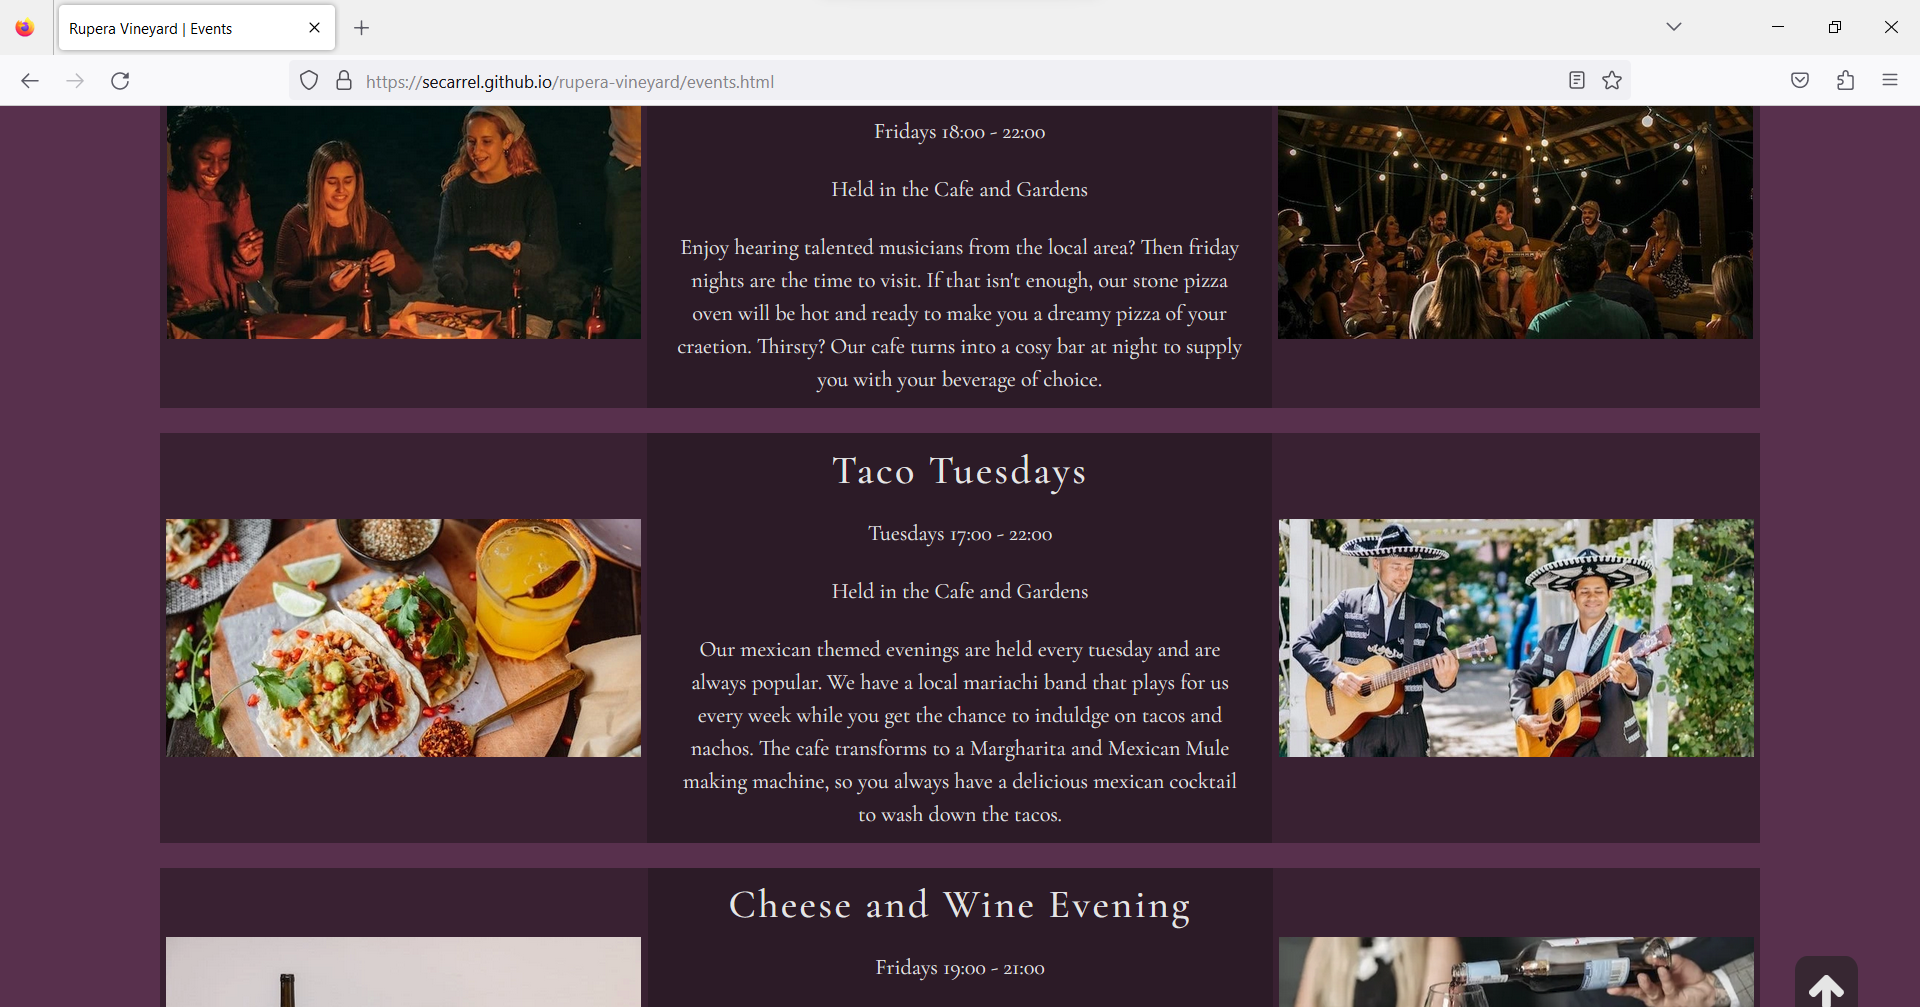 Rupera Vineyard | Events
https://secarrel.github.io/rupera-vineyard/events.html
Fridays 18:00 - 22:00
Held in the Cafe and Gardens
Enjoy hearing talented musicians from the local area? Then friday
nights are the time to visit. If that isn't enough, our stone pizza
oven will be hot and ready to make you a dreamy pizza of your
craetion. Thirsty? Our cafe turns into a cosy bar at night to supply
you with your beverage of choice.
Taco Tuesdays
Tuesdays 17:00 - 22:00
Held in the Cafe and Gardens
Our mexican themed evenings are held every tuesday and are
always popular. We have a local mariachi band that plays for us
every week while you get the chance to induldge on tacos and
nachos. The cafe transforms to a Margharita and Mexican Mule
making machine, so you always have a delicious mexican cocktail
to wash down the tacos.
Cheese and Wine Evening
Fridays 19:00 - 21:00